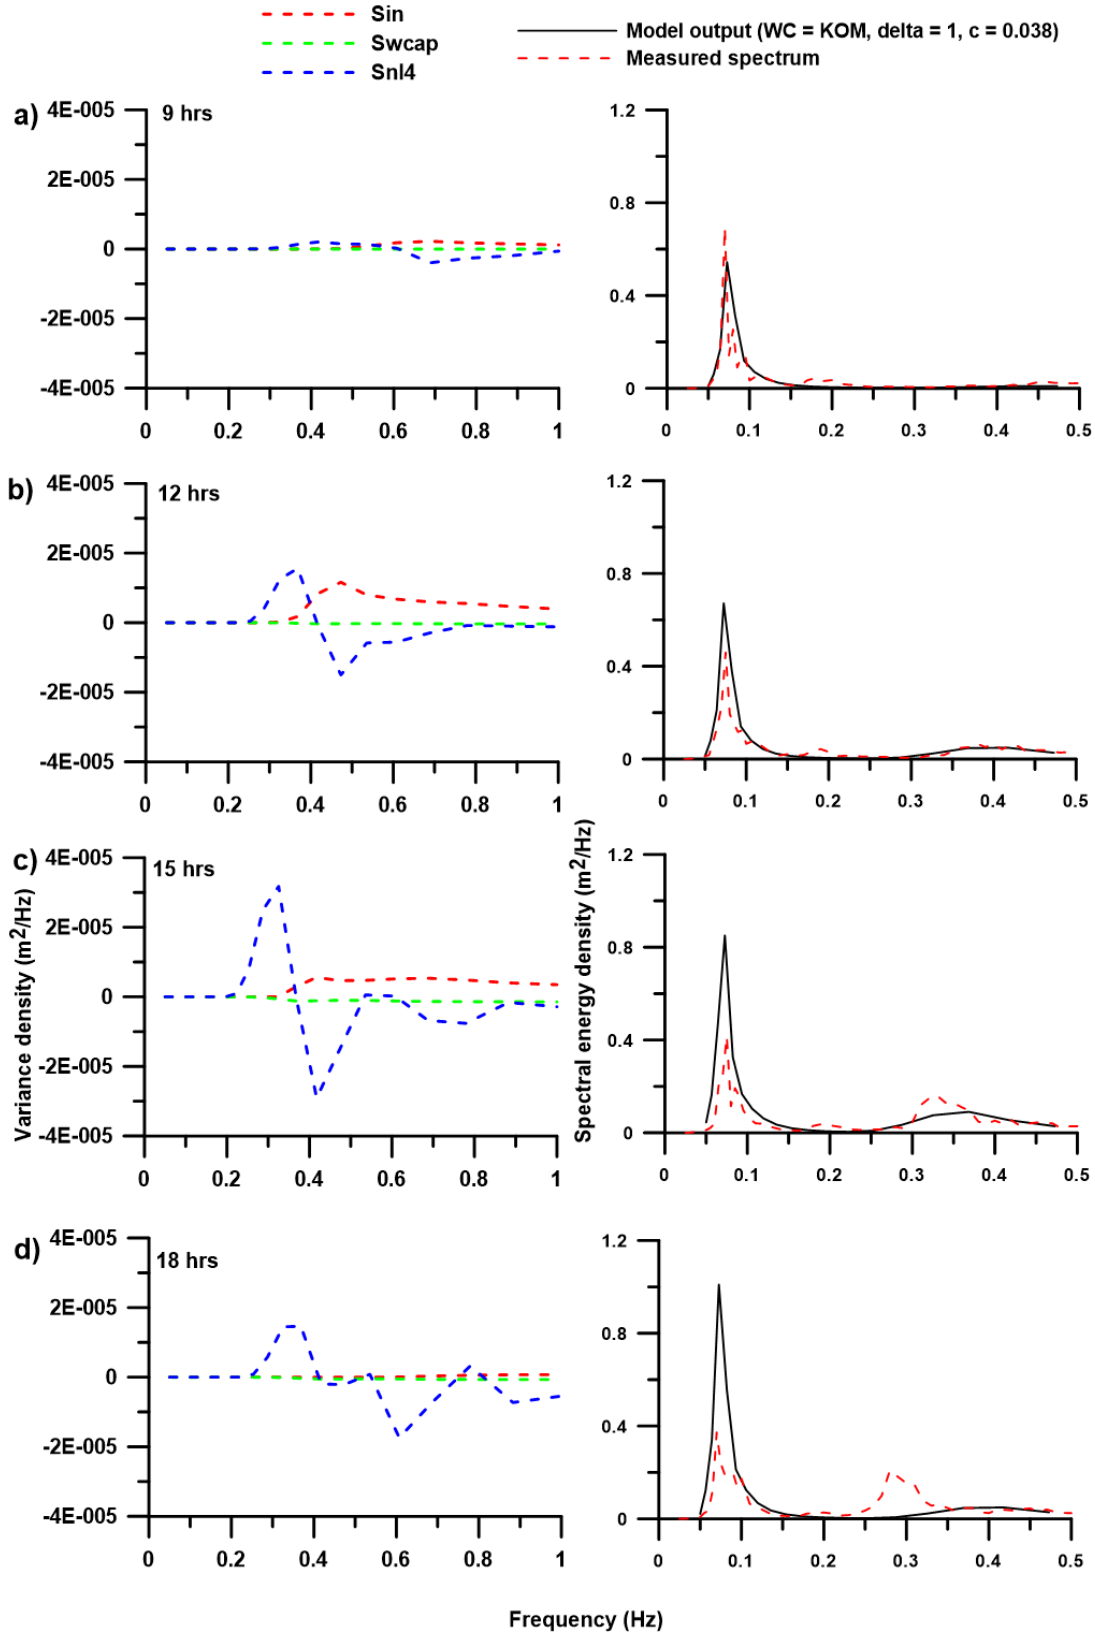 Sin
Swcap
Snl4
Model output (WC = KOM, delta = 1, c = 0.038)
Measured spectrum
a)
9 hrs
4E-005
2E-005
0
-2E-005
-4E-005
0 0.2 0.4 0.6 0.8 1
1.2
0.8
0.4
0
0 0.1 0.2 0.3 0.4 0.5
b)
12 hrs
4E-005
2E-005
0
-2E-005
-4E-005
0 0.2 0.4 0.6 0.8 1
1.2
0.8
0.4
0
0 0.1 0.2 0.3 0.4 0.5
c)
15 hrs
4E-005
2E-005
0
-2E-005
-4E-005
0 0.2 0.4 0.6 0.8 1
Variance density (m²/Hz)
1.2
0.8
0.4
0
0 0.1 0.2 0.3 0.4 0.5
Spectral energy density (m²/Hz)
d)
18 hrs
4E-005
2E-005
0
-2E-005
-4E-005
0 0.2 0.4 0.6 0.8 1
1.2
0.8
0.4
0
0 0.1 0.2 0.3 0.4 0.5
Frequency (Hz)